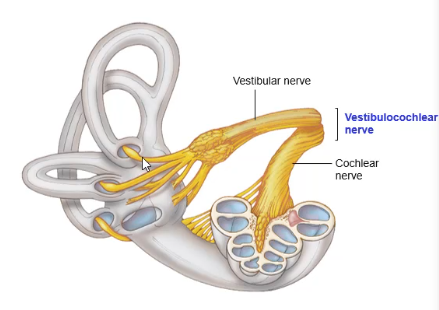 Vestibular nerve
Vestibulocochlear
nerve
Cochlear
nerve